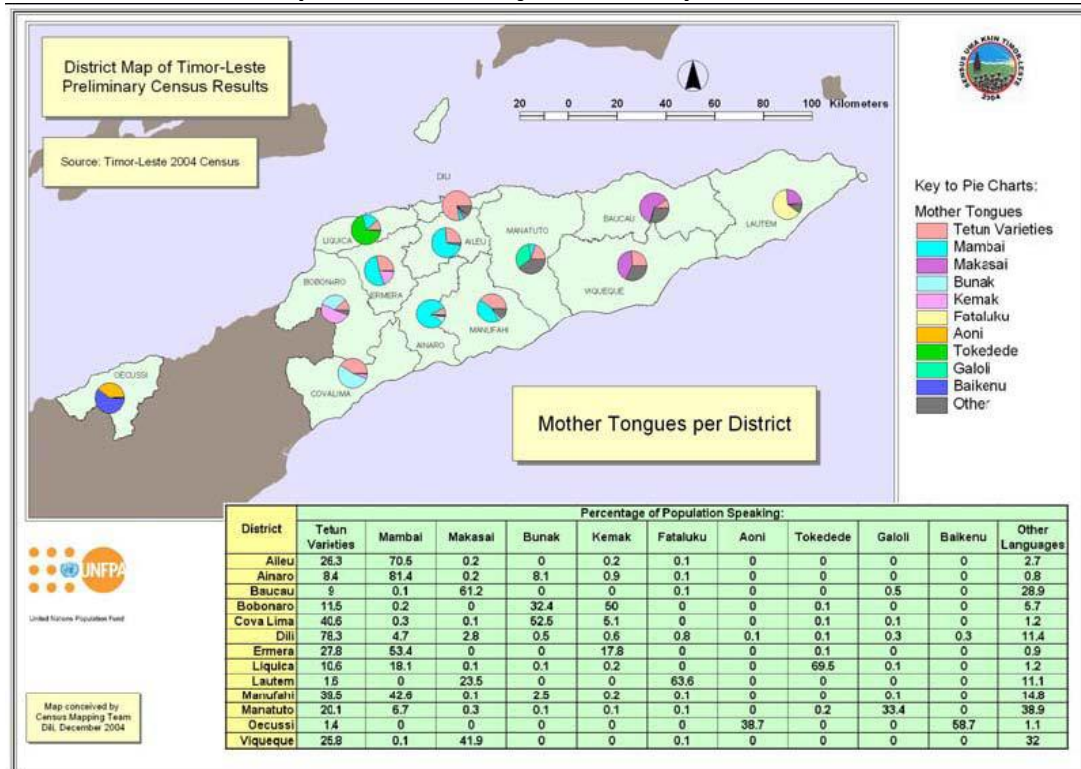 District Map of Timor-Leste
Preliminary Census Results
Source: Timor-Leste 2004 Census
CENSUS UMA KAIN TIMOR-LESTE
2004
20 0 20 40 60 80 100 Kilometers
DILI
LIQUICA
AILEU
MANATUTO
BAUCAU
LAUTEM
BOBONARO
ERMERA
VIQUEQUE
AINARO
MANUFAHI
OECUSSI
COVALIMA
Key to Pie Charts:
Mother Tongues
Tetun Varieties
Mambai
Makasai
Bunak
Kemak
Fataluku
Aoni
Tokedede
Galoli
Baikenu
Other
Mother Tongues per District
UNFPA
United Nations Population Fund
Map conceived by
Census Mapping Team
Dili, December 2004
District Percentage of Population Speaking:
Tetun Varieties Mambai Makasai Bunak Kemak Fataluku Aoni Tokedede Galoli Baikenu Other Languages
Aileu 26.3 70.5 0.2 0 0.2 0.1 0 0 0 0 2.7
Ainaro 8.4 81.4 0.2 8.1 0.9 0.1 0 0 0 0 0.8
Baucau 9 0.1 61.2 0 0 0.1 0 0 0.5 0 28.9
Bobonaro 11.5 0.2 0 32.4 50 0 0 0.1 0 0 5.7
Cova Lima 40.6 0.3 0.1 52.5 5.1 0 0 0.1 0.1 0 1.2
Dili 78.3 4.7 2.8 0.5 0.6 0.8 0.1 0.1 0.3 0.3 11.4
Ermera 27.8 53.4 0 0 17.8 0 0 0.1 0 0 0.9
Liquica 10.6 18.1 0.1 0.1 0.2 0 0 69.5 0.1 0 1.2
Lautem 1.6 0 23.5 0 0 63.6 0 0 0 0 11.1
Manufahi 39.5 42.6 0.1 2.5 0.2 0.1 0 0 0.1 0 14.8
Manatuto 20.1 6.7 0.3 0.1 0.1 0.1 0 0.2 33.4 0 38.9
Oecussi 1.4 0 0 0 0 0 38.7 0 0 58.7 1.1
Viqueque 25.8 0.1 41.9 0 0 0.1 0 0 0 0 32